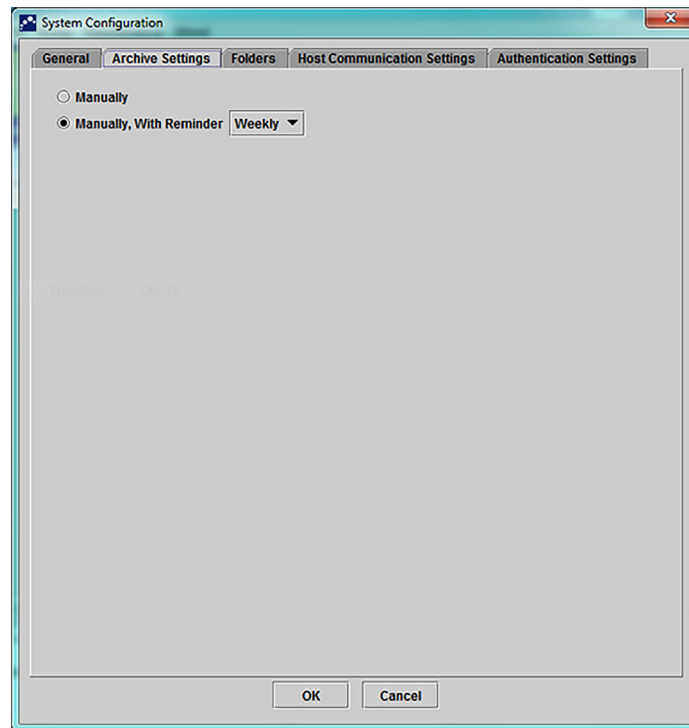 System Configuration
General Archive Settings Folders Host Communication Settings Authentication Settings
Manually
Manually, With Reminder Weekly
OK Cancel